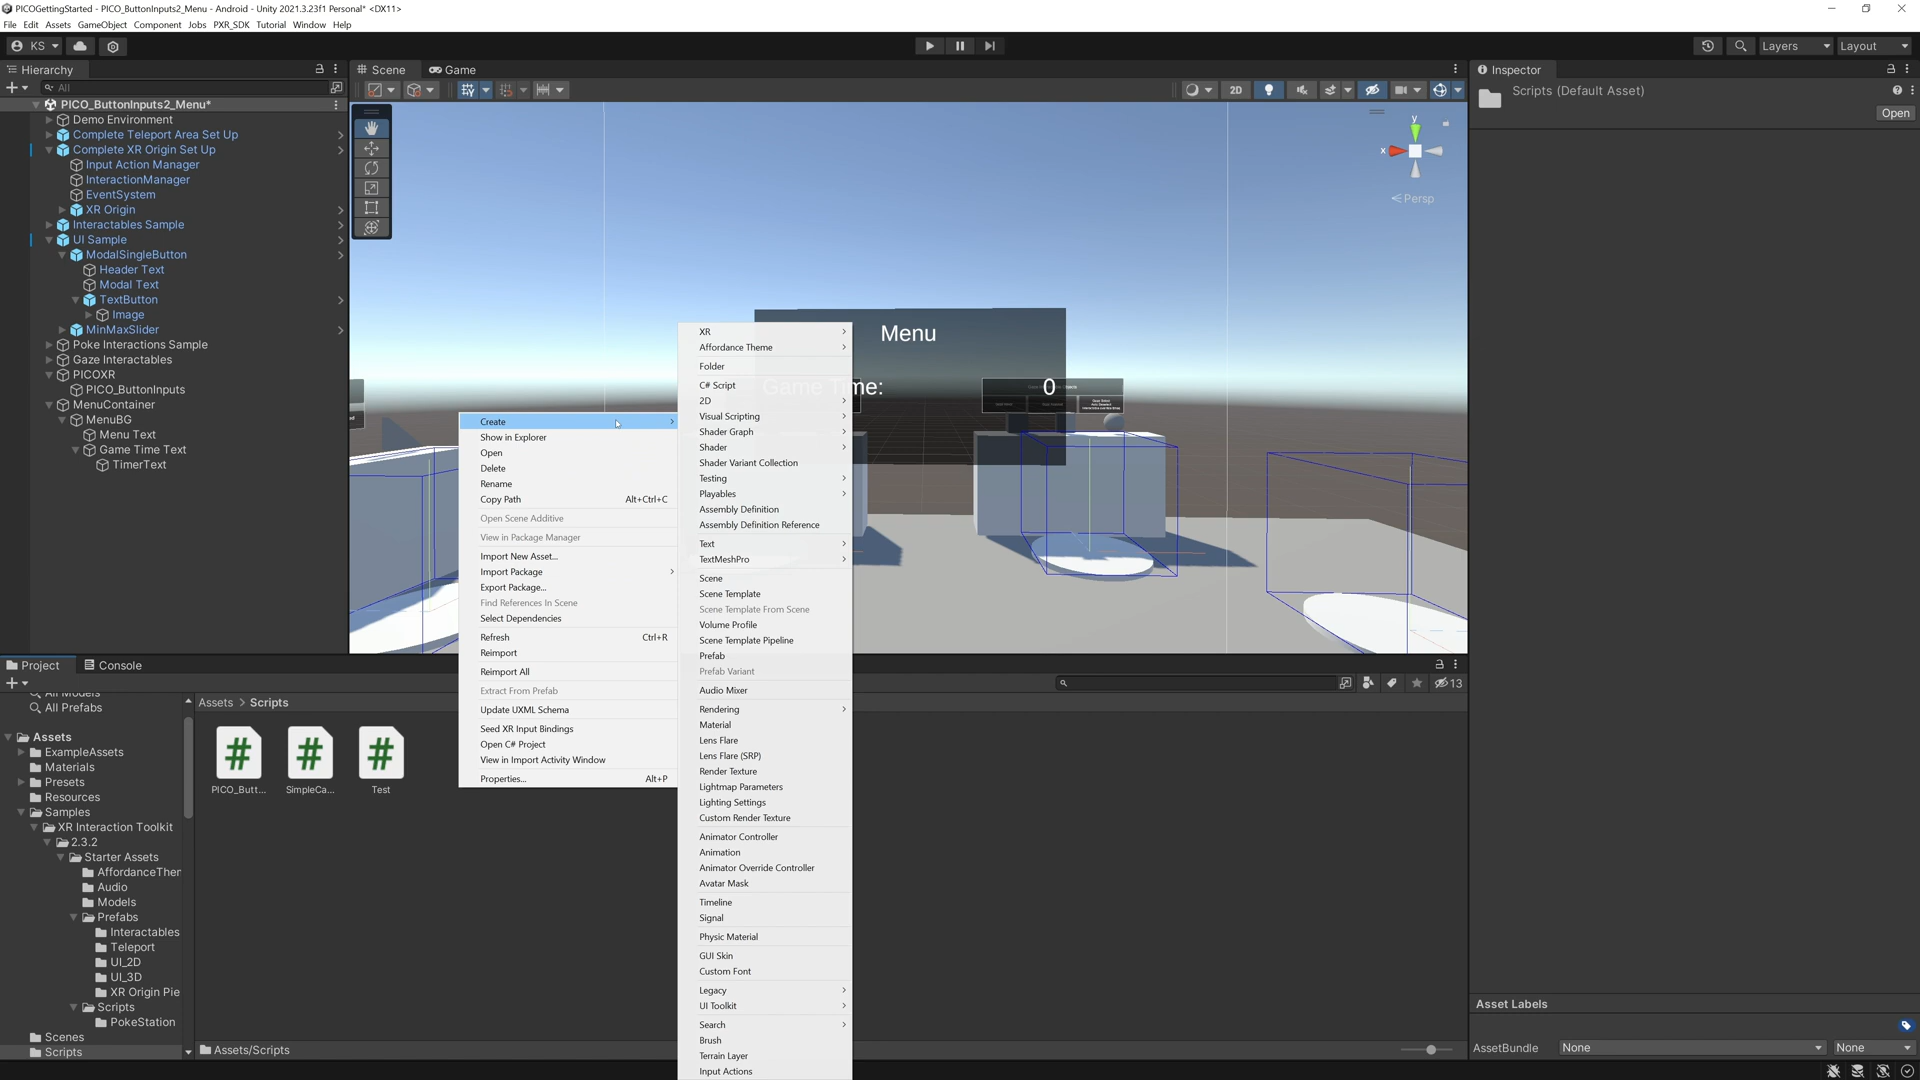 PICOGettingStarted - PICO_ButtonInputs2_Menu - Android - Unity 2021.3.23f1 Personal* <DX11>
File Edit Assets GameObject Component Jobs PXR_SDK Tutorial Window Help
KS
Layers
Layout
Hierarchy
All
PICO_ButtonInputs2_Menu*
Demo Environment
Complete Teleport Area Set Up
Complete XR Origin Set Up
Input Action Manager
InteractionManager
EventSystem
XR Origin
Interactables Sample
UI Sample
ModalSingleButton
Header Text
Modal Text
TextButton
Image
MinMaxSlider
Poke Interactions Sample
Gaze Interactables
PICOXR
PICO_ButtonInputs
MenuContainer
MenuBG
Menu Text
Game Time Text
TimerText
Scene
Game
2D
y
x
Persp
Menu
Game Time:
0
Create
Show in Explorer
Open
Delete
Rename
Copy Path Alt+Ctrl+C
Open Scene Additive
View in Package Manager
Import New Asset...
Import Package
Export Package...
Find References In Scene
Select Dependencies
Refresh Ctrl+R
Reimport
Reimport All
Extract From Prefab
Update UXML Schema
Seed XR Input Bindings
Open C# Project
View in Import Activity Window
Properties... Alt+P
XR
Affordance Theme
Folder
C# Script
2D
Visual Scripting
Shader Graph
Shader
Shader Variant Collection
Testing
Playables
Assembly Definition
Assembly Definition Reference
Text
TextMeshPro
Scene
Scene Template
Scene Template From Scene
Volume Profile
Scene Template Pipeline
Prefab
Prefab Variant
Audio Mixer
Rendering
Material
Lens Flare
Lens Flare (SRP)
Render Texture
Lightmap Parameters
Lighting Settings
Custom Render Texture
Animator Controller
Animation
Animator Override Controller
Avatar Mask
Timeline
Signal
Physic Material
GUI Skin
Custom Font
Legacy
UI Toolkit
Search
Brush
Terrain Layer
Input Actions
Inspector
Scripts (Default Asset)
Open
Asset Labels
AssetBundle None None
Project
Console
13
All Models
All Prefabs
Assets
ExampleAssets
Materials
Presets
Resources
Samples
XR Interaction Toolkit
2.3.2
Starter Assets
AffordanceTher
Audio
Models
Prefabs
Interactables
Teleport
UI_2D
UI_3D
XR Origin Pie
Scripts
PokeStation
Scenes
Scripts
Assets > Scripts
PICO_Butt...
SimpleCa...
Test
Assets/Scripts